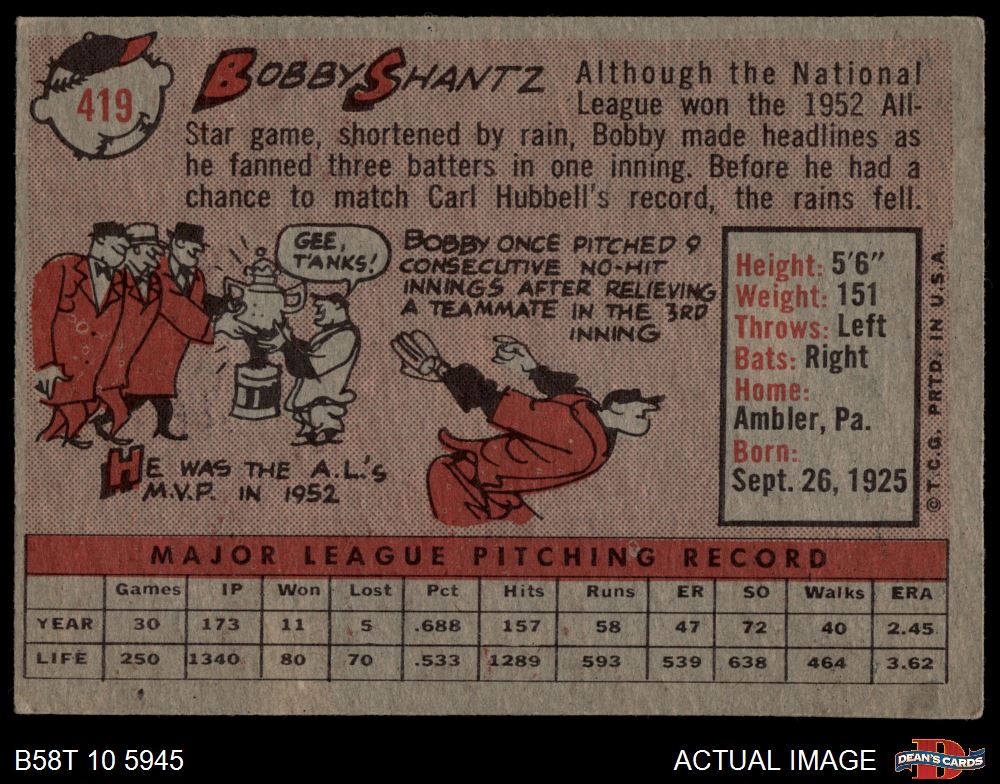 419
BOBBY SHANTZ
Although the National
League won the 1952 All-
Star game, shortened by rain, Bobby made headlines as
he fanned three batters in one inning. Before he had a
chance to match Carl Hubbell's record, the rains fell.
GEE,
T'ANKS!
HE WAS THE A.L.'s
M.V.P. IN 1952
BOBBY ONCE PITCHED 9
CONSECUTIVE NO-HIT
INNINGS AFTER RELIEVING
A TEAMMATE IN THE 3RD
INNING
Height: 5'6"
Weight: 151
Throws: Left
Bats: Right
Home:
Ambler, Pa.
Born:
Sept. 26, 1925
©T.C.G. PRTD. IN U.S.A.
MAJOR LEAGUE PITCHING RECORD
Games IP Won Lost Pct Hits Runs ER SO Walks ERA
YEAR 30 173 11 5 .688 157 58 47 72 40 2.45
LIFE 250 1340 80 70 .533 1289 593 539 638 464 3.62
B58T 10 5945
ACTUAL IMAGE
DEAN'S CARDS